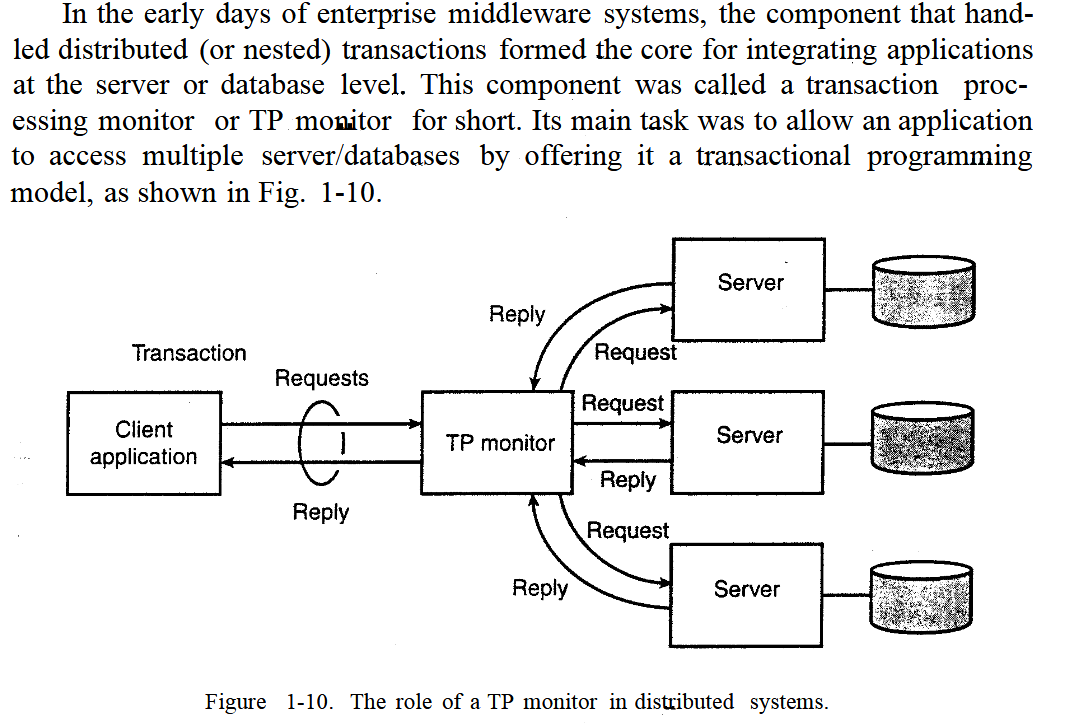 In the early days of enterprise middleware systems, the component that hand-
led distributed (or nested) transactions formed the core for integrating applications
at the server or database level. This component was called a transaction proc-
essing monitor or TP monitor for short. Its main task was to allow an application
to access multiple server/databases by offering it a transactional programming
model, as shown in Fig. 1-10.
Server
Reply
Transaction
Request
Requests
Request
Client
application
TP monitor
Server
Reply
Reply
Request
Reply
Server
Figure 1-10. The role of a TP monitor in distributed systems.